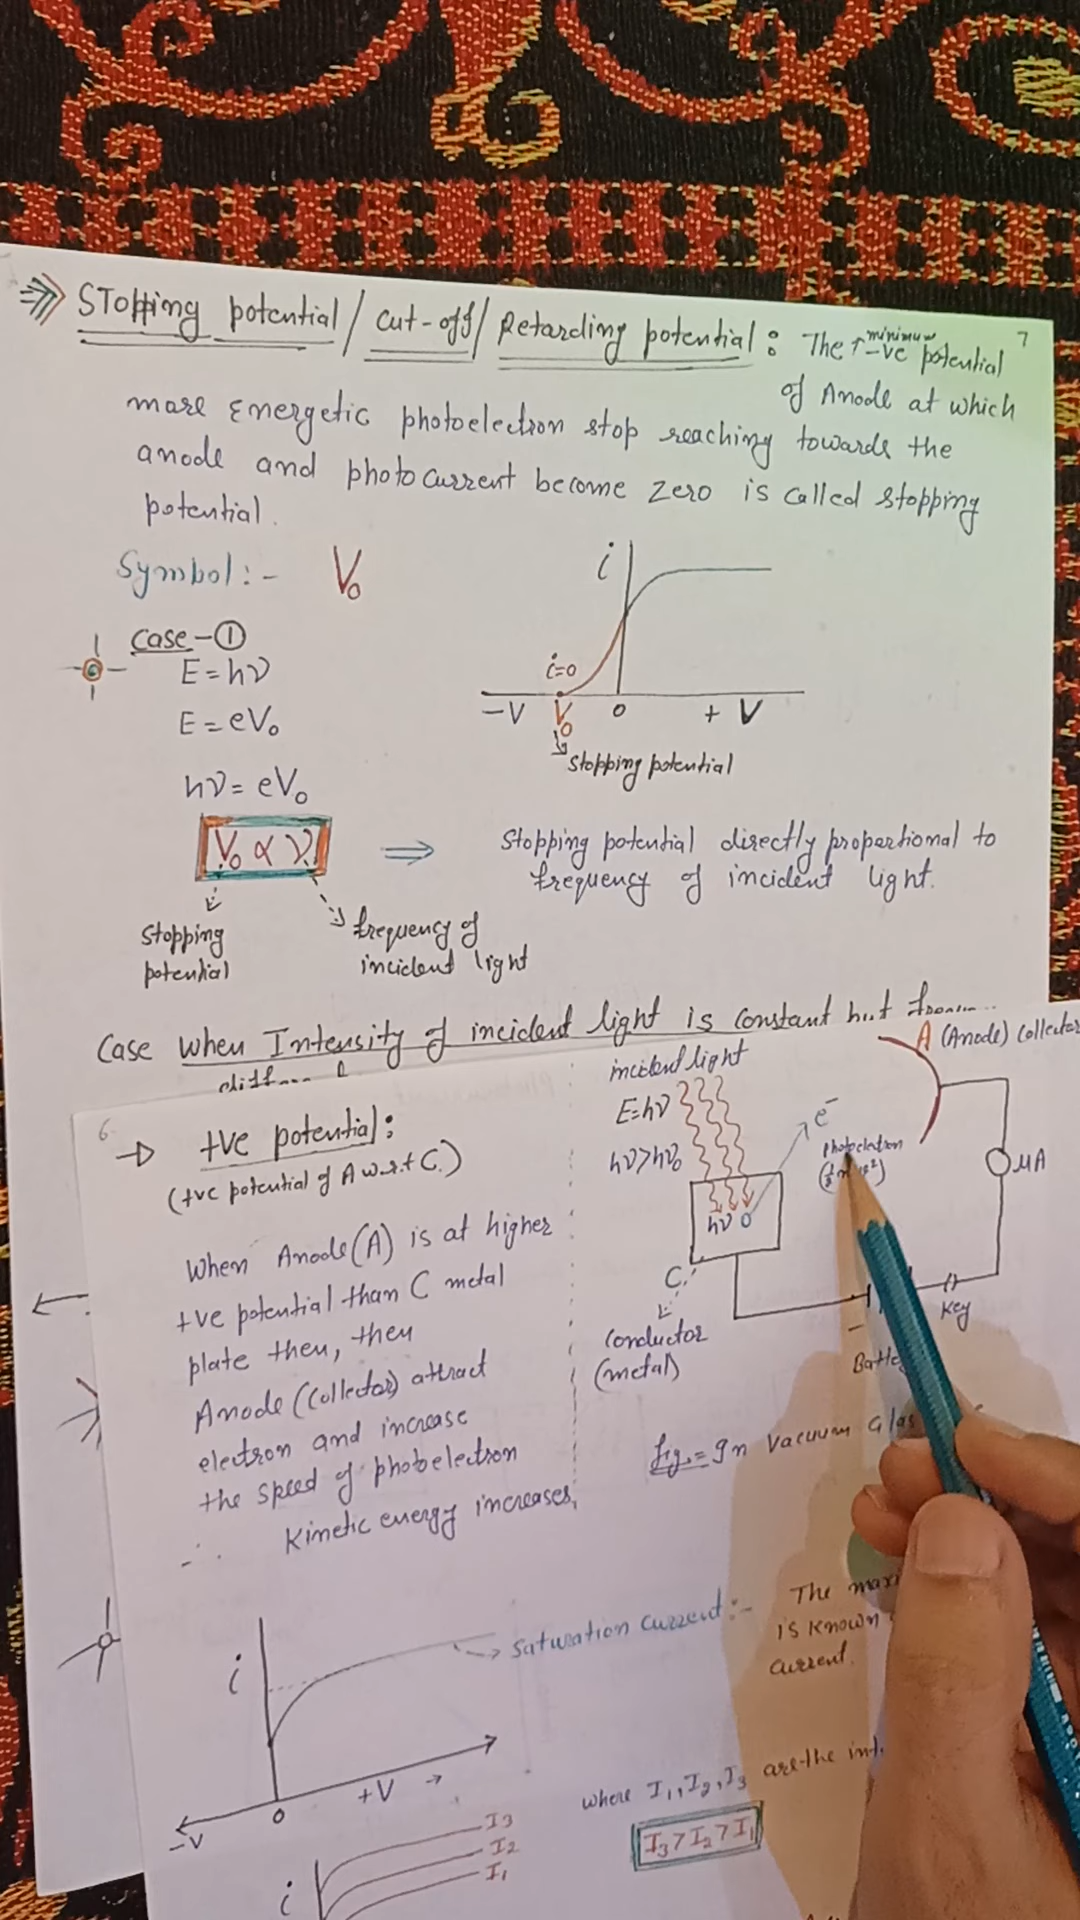 7
⇒ Stopping potential / Cut-off / Retarding potential : The minimum -ve potential
of Anode at which
more Energetic photoelectron stop reaching towards the
anode and photocurrent become zero is called stopping
potential.
Symbol :- V₀
Case-①
E = hν
E = eV₀
hν = eV₀
V₀ ∝ ν ⇒ Stopping potential directly proportional to
frequency of incident light.
Stopping
potential
frequency of
incident light
i
i=0
-V V₀ 0 + V
Stopping potential
Case when Intensity of incident light is constant but
6
→ +ve potential :
(+ve potential of A w.r.t C.)
When Anode(A) is at higher
+ve potential than C metal
plate then, then
Anode (Collector) attract
electron and increase
the speed of photoelectron
∴ Kinetic energy increases,
incident light
E=hν
hν>hν₀
e⁻
photoelectron
A (Anode) Collector
μA
hν
C
Conductor
(metal)
Key
-
fig.= In Vacuum
i
Saturation Current :- The
is known
Current.
-V 0 +V →
where I₁, I₂, I₃ are the
I₃ > I₂ > I₁
I₃
I₂
I₁
i